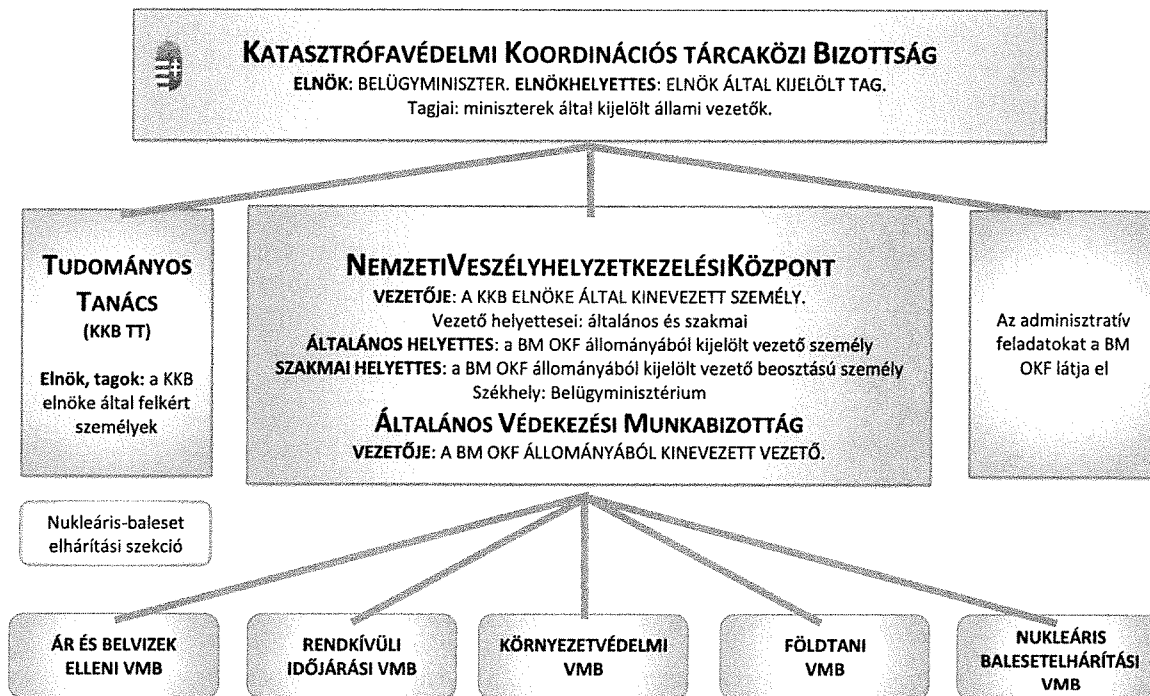 KATASZTRÓFAVÉDELMI KOORDINÁCIÓS TÁRCAKÖZI BIZOTTSÁG
ELNÖK: BELÜGYMINISZTER. ELNÖKHELYETTES: ELNÖK ÁLTAL KIJELÖLT TAG.
Tagjai: miniszterek által kijelölt állami vezetők.
TUDOMÁNYOS
TANÁCS
(KKB TT)
Elnök, tagok: a KKB
elnöke által felkért
személyek
NEMZETIVESZÉLYHELYZETKEZELÉSIKÖZPONT
VEZETŐJE: A KKB ELNÖKE ÁLTAL KINEVEZETT SZEMÉLY.
Vezető helyettesei: általános és szakmai
ÁLTALÁNOS HELYETTES: a BM OKF állományából kijelölt vezető személy
SZAKMAI HELYETTES: a BM OKF állományából kijelölt vezető beosztású személy
Székhely: Belügyminisztérium
ÁLTALÁNOS VÉDEKEZÉSI MUNKABIZOTTÁG
VEZETŐJE: A BM OKF ÁLLOMÁNYÁBÓL KINEVEZETT VEZETŐ.
Az adminisztratív
feladatokat a BM
OKF látja el
Nukleáris-baleset
elhárítási szekció
ÁR ÉS BELVIZEK
ELLENI VMB
RENDKÍVÜLI
IDŐJÁRÁSI VMB
KÖRNYEZETVÉDELMI
VMB
FÖLDTANI
VMB
NUKLEÁRIS
BALESETELHÁRÍTÁSI
VMB